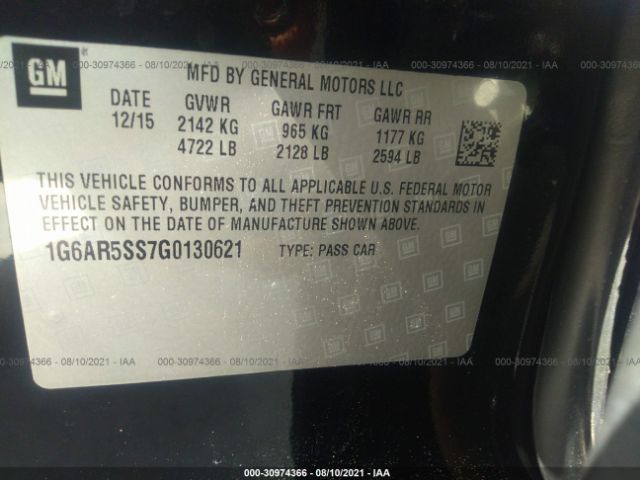 GM
MFD BY GENERAL MOTORS LLC
DATE GVWR GAWR FRT GAWR RR
12/15 2142 KG 965 KG 1177 KG
4722 LB 2128 LB 2594 LB
THIS VEHICLE CONFORMS TO ALL APPLICABLE U.S. FEDERAL MOTOR
VEHICLE SAFETY, BUMPER, AND THEFT PREVENTION STANDARDS IN
EFFECT ON THE DATE OF MANUFACTURE SHOWN ABOVE.
1G6AR5SS7G0130621 TYPE: PASS CAR
000-30974366 - 08/10/2021 - IAA